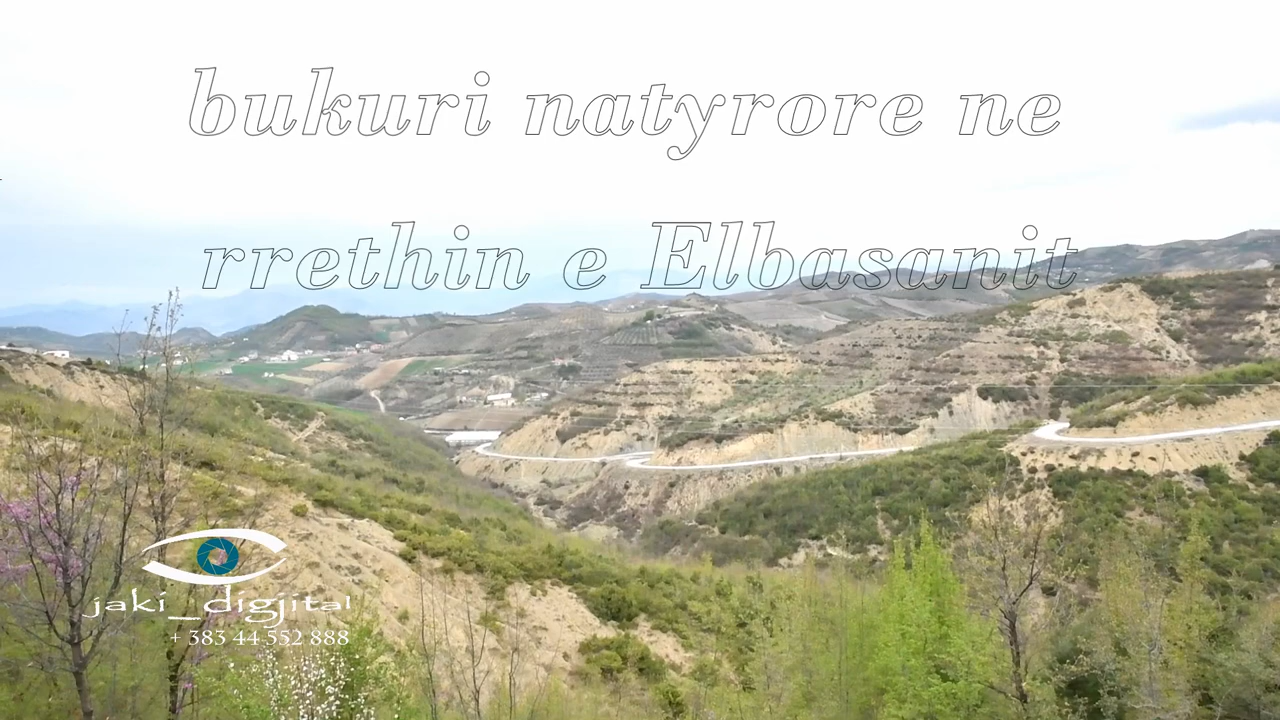 bukuri natyrore ne
rrethin e Elbasanit
jaki_digjital
+ 383 44 552 888